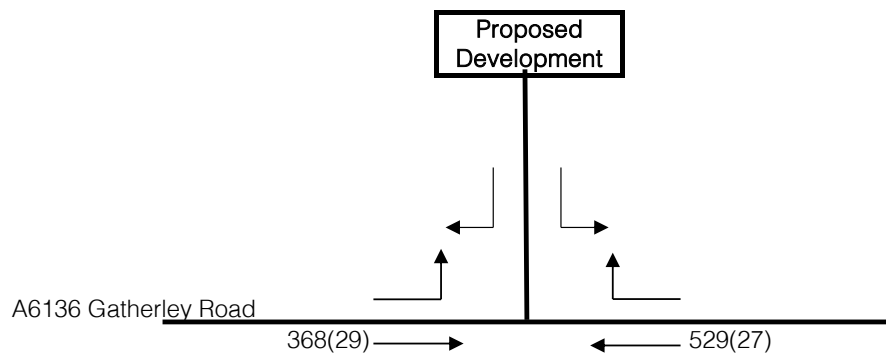 Proposed
Development
A6136 Gatherley Road
368(29)
529(27)